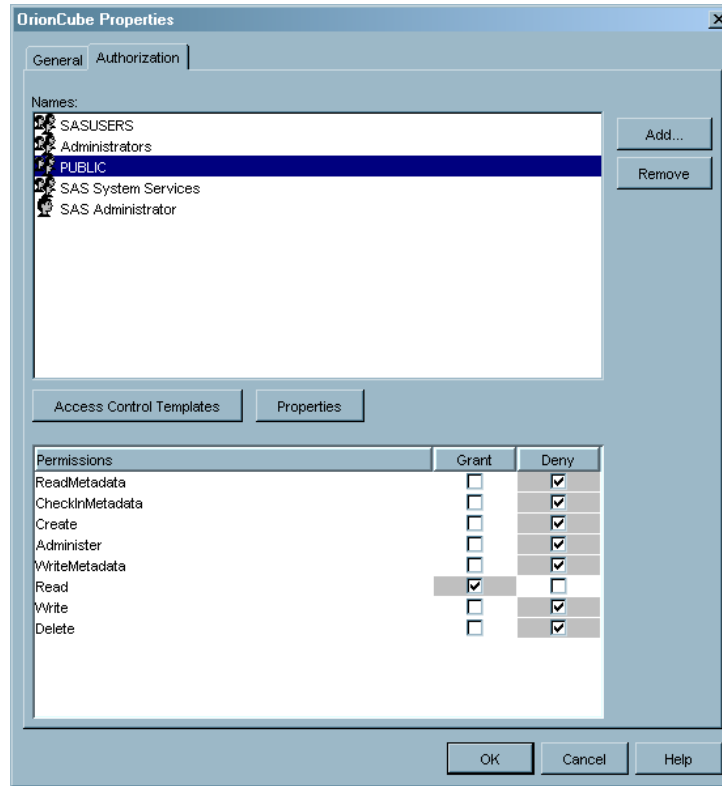 OrionCube Properties
General Authorization
Names:
SASUSERS
Administrators
PUBLIC
SAS System Services
SAS Administrator
Add...
Remove
Access Control Templates Properties
Permissions Grant Deny
ReadMetadata
CheckInMetadata
Create
Administer
WriteMetadata
Read
Write
Delete
OK Cancel Help